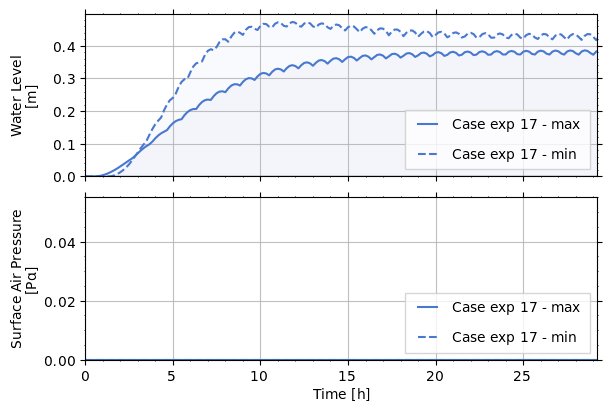 0.4
0.3
0.2
0.1
0.0
Water Level
[m]
Case exp 17 - max
Case exp 17 - min
0.04
0.02
0.00
Surface Air Pressure
[Pa]
Case exp 17 - max
Case exp 17 - min
0 5 10 15 20 25
Time [h]